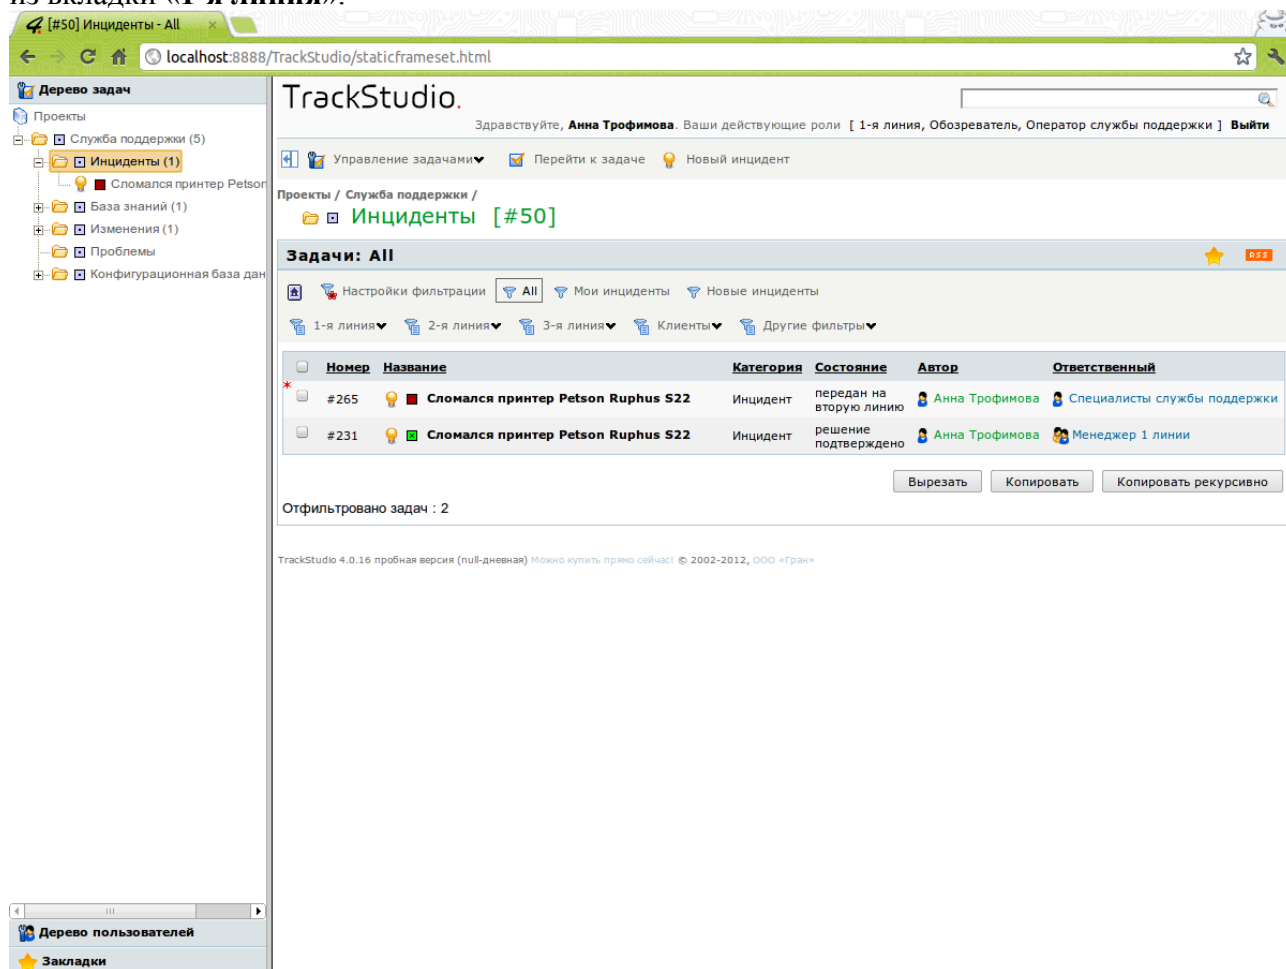 из вкладки «1-я линия».
[#50] Инциденты - All
localhost:8888/TrackStudio/staticframeset.html
Дерево задач
Проекты
Служба поддержки (5)
Инциденты (1)
Сломался принтер Petson
База знаний (1)
Изменения (1)
Проблемы
Конфигурационная база дан
TrackStudio.
Здравствуйте, Анна Трофимова. Ваши действующие роли [ 1-я линия, Обозреватель, Оператор службы поддержки ] Выйти
Управление задачами Перейти к задаче Новый инцидент
Проекты / Служба поддержки /
Инциденты [#50]
Задачи: All
RSS
Настройки фильтрации All Мои инциденты Новые инциденты
1-я линия 2-я линия 3-я линия Клиенты Другие фильтры
Номер Название Категория Состояние Автор Ответственный
#265 Сломался принтер Petson Ruphus S22 Инцидент передан на вторую линию Анна Трофимова Специалисты службы поддержки
#231 Сломался принтер Petson Ruphus S22 Инцидент решение подтверждено Анна Трофимова Менеджер 1 линии
Вырезать Копировать Копировать рекурсивно
Отфильтровано задач : 2
TrackStudio 4.0.16 пробная версия (null-дневная) Можно купить прямо сейчас! © 2002-2012, ООО «Гран»
Дерево пользователей
Закладки